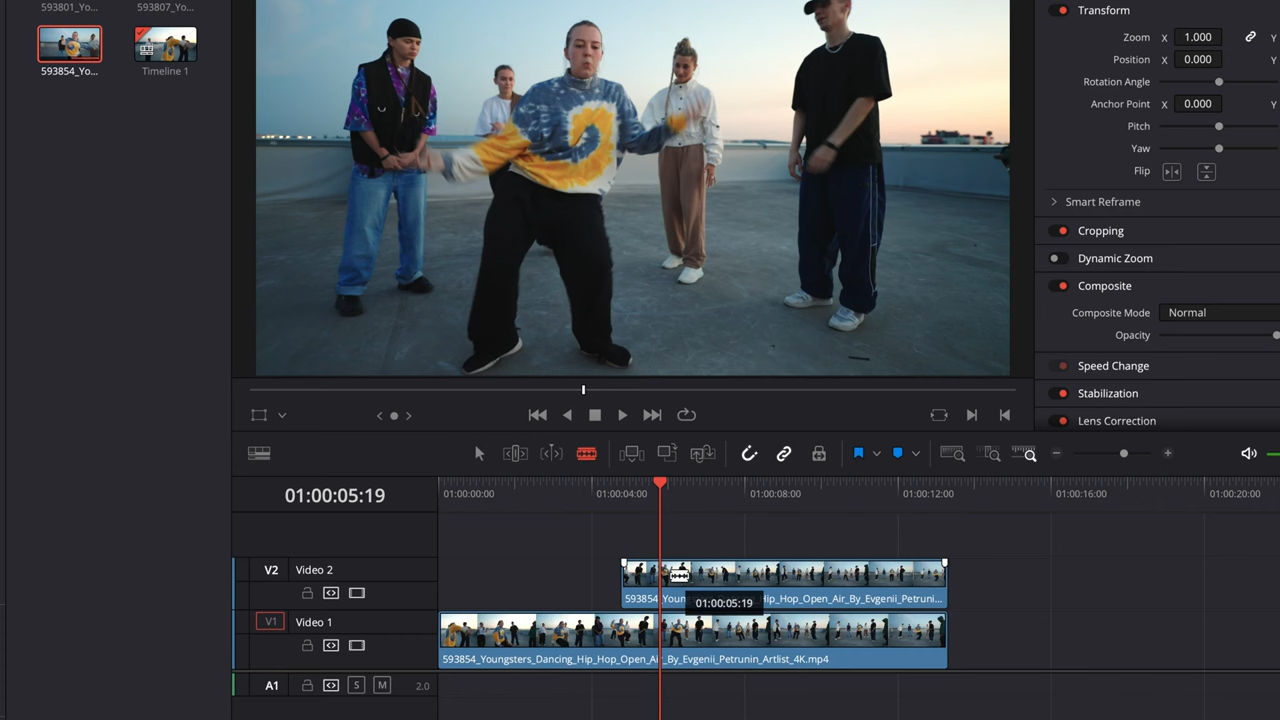 593801_Yo...
593807_Yo...
593854_Yo...
Timeline 1
Transform
Zoom X 1.000 Y
Position X 0.000 Y
Rotation Angle
Anchor Point X 0.000 Y
Pitch
Yaw
Flip
Smart Reframe
Cropping
Dynamic Zoom
Composite
Composite Mode Normal
Opacity
Speed Change
Stabilization
Lens Correction
01:00:05:19
01:00:00:00
01:00:04:00
01:00:08:00
01:00:12:00
01:00:16:00
01:00:20:00
V2 Video 2
01:00:05:19
V1 Video 1
593854_Youngsters_Dancing_Hip_Hop_Open_Air_By_Evgenii_Petrunin_Artlist_4K.mp4
A1 S M 2.0